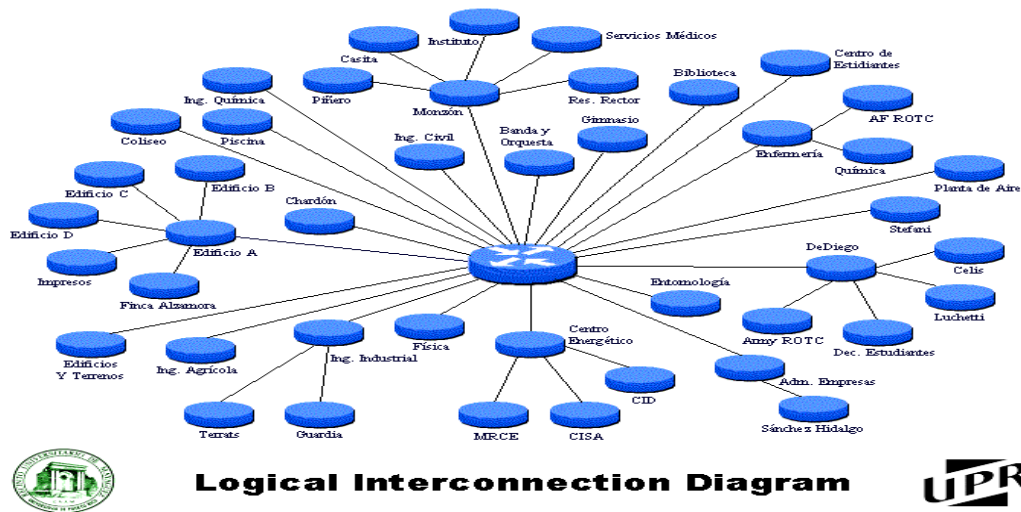 Instituto
Servicios Médicos
Casita
Centro de
Estidiantes
Biblioteca
Ing. Química
Piñero
Monzón
Res. Rector
AF ROTC
Gimnasio
Coliseo
Piscina
Ing. Civil
Banda y
Orquesta
Enfermería
Química
Edificio C
Edificio B
Planta de Aire
Chardón
Stefani
Edificio D
Edificio A
DeDiego
Celis
Impresos
Entomología
Finca Alzamora
Luchetti
Centro
Energético
Army ROTC
Dec. Estudiantes
Edificios
Y Terrenos
Ing. Agrícola
Ing. Industrial
Física
Adm. Empresas
CID
Terrats
Guardia
MRCE
CISA
Sánchez Hidalgo
Logical Interconnection Diagram
UPR